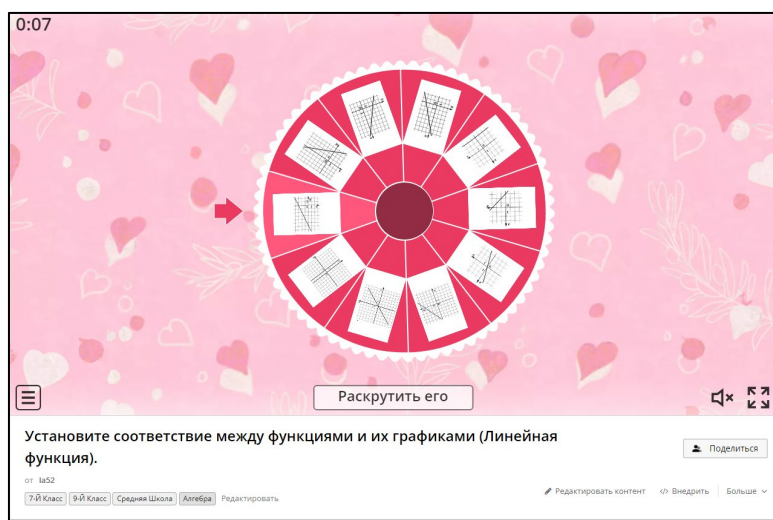 0:07
Раскрутить его
Установите соответствие между функциями и их графиками (Линейная
функция).
Поделиться
от Ia52
7-Й Класс 9-Й Класс Средняя Школа Алгебра Редактировать
Редактировать контент Внедрить Больше